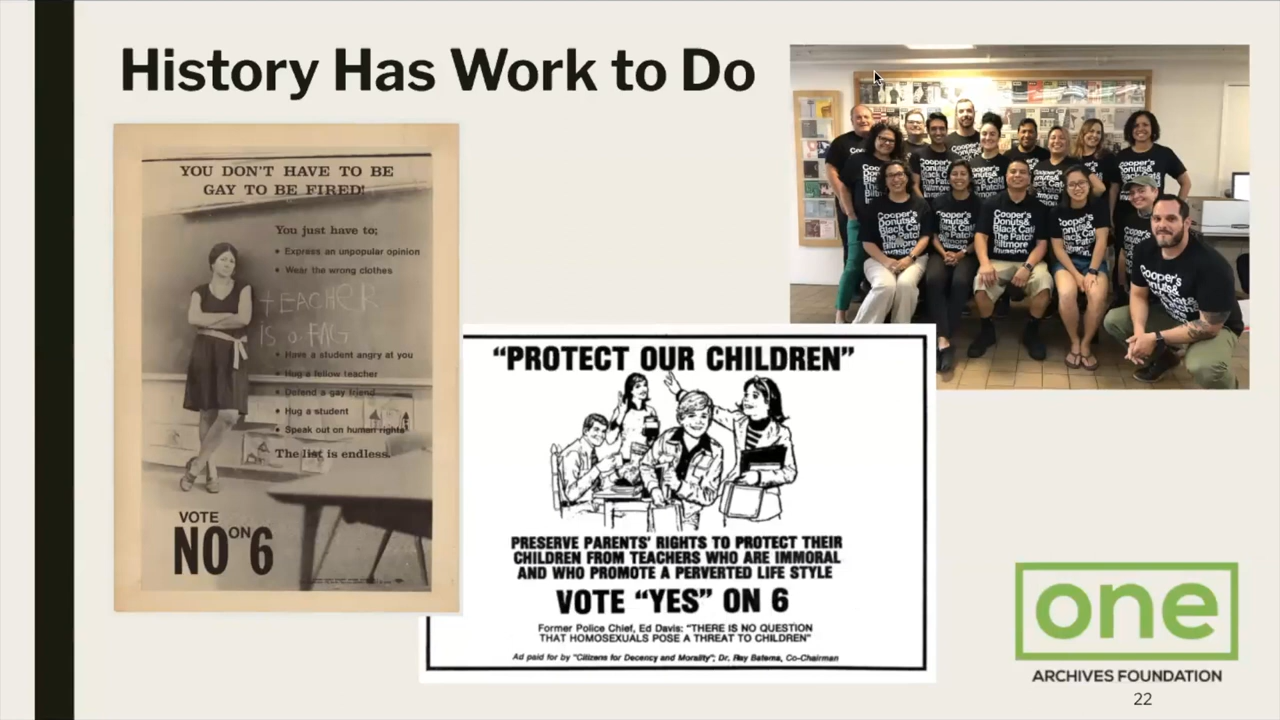 History Has Work to Do
YOU DON'T HAVE TO BE
GAY TO BE FIRED!
You just have to;
• Express an unpopular opinion
• Wear the wrong clothes
TEACHER
IS a FAG
• Have a student angry at you
• Hug a fellow teacher
• Defend a gay friend
• Hug a student
• Speak out on human rights
The list is endless.
VOTE
NO ON 6
"PROTECT OUR CHILDREN"
PRESERVE PARENTS' RIGHTS TO PROTECT THEIR
CHILDREN FROM TEACHERS WHO ARE IMMORAL
AND WHO PROMOTE A PERVERTED LIFE STYLE
VOTE "YES" ON 6
Former Police Chief, Ed Davis: "THERE IS NO QUESTION
THAT HOMOSEXUALS POSE A THREAT TO CHILDREN"
Ad paid for by "Citizens for Decency and Morality"; Dr. Ray Batema, Co-Chairman
Cooper's
Donuts&
Black Cat&
The Patch
Biltmore
Invasion.
one
ARCHIVES FOUNDATION
22